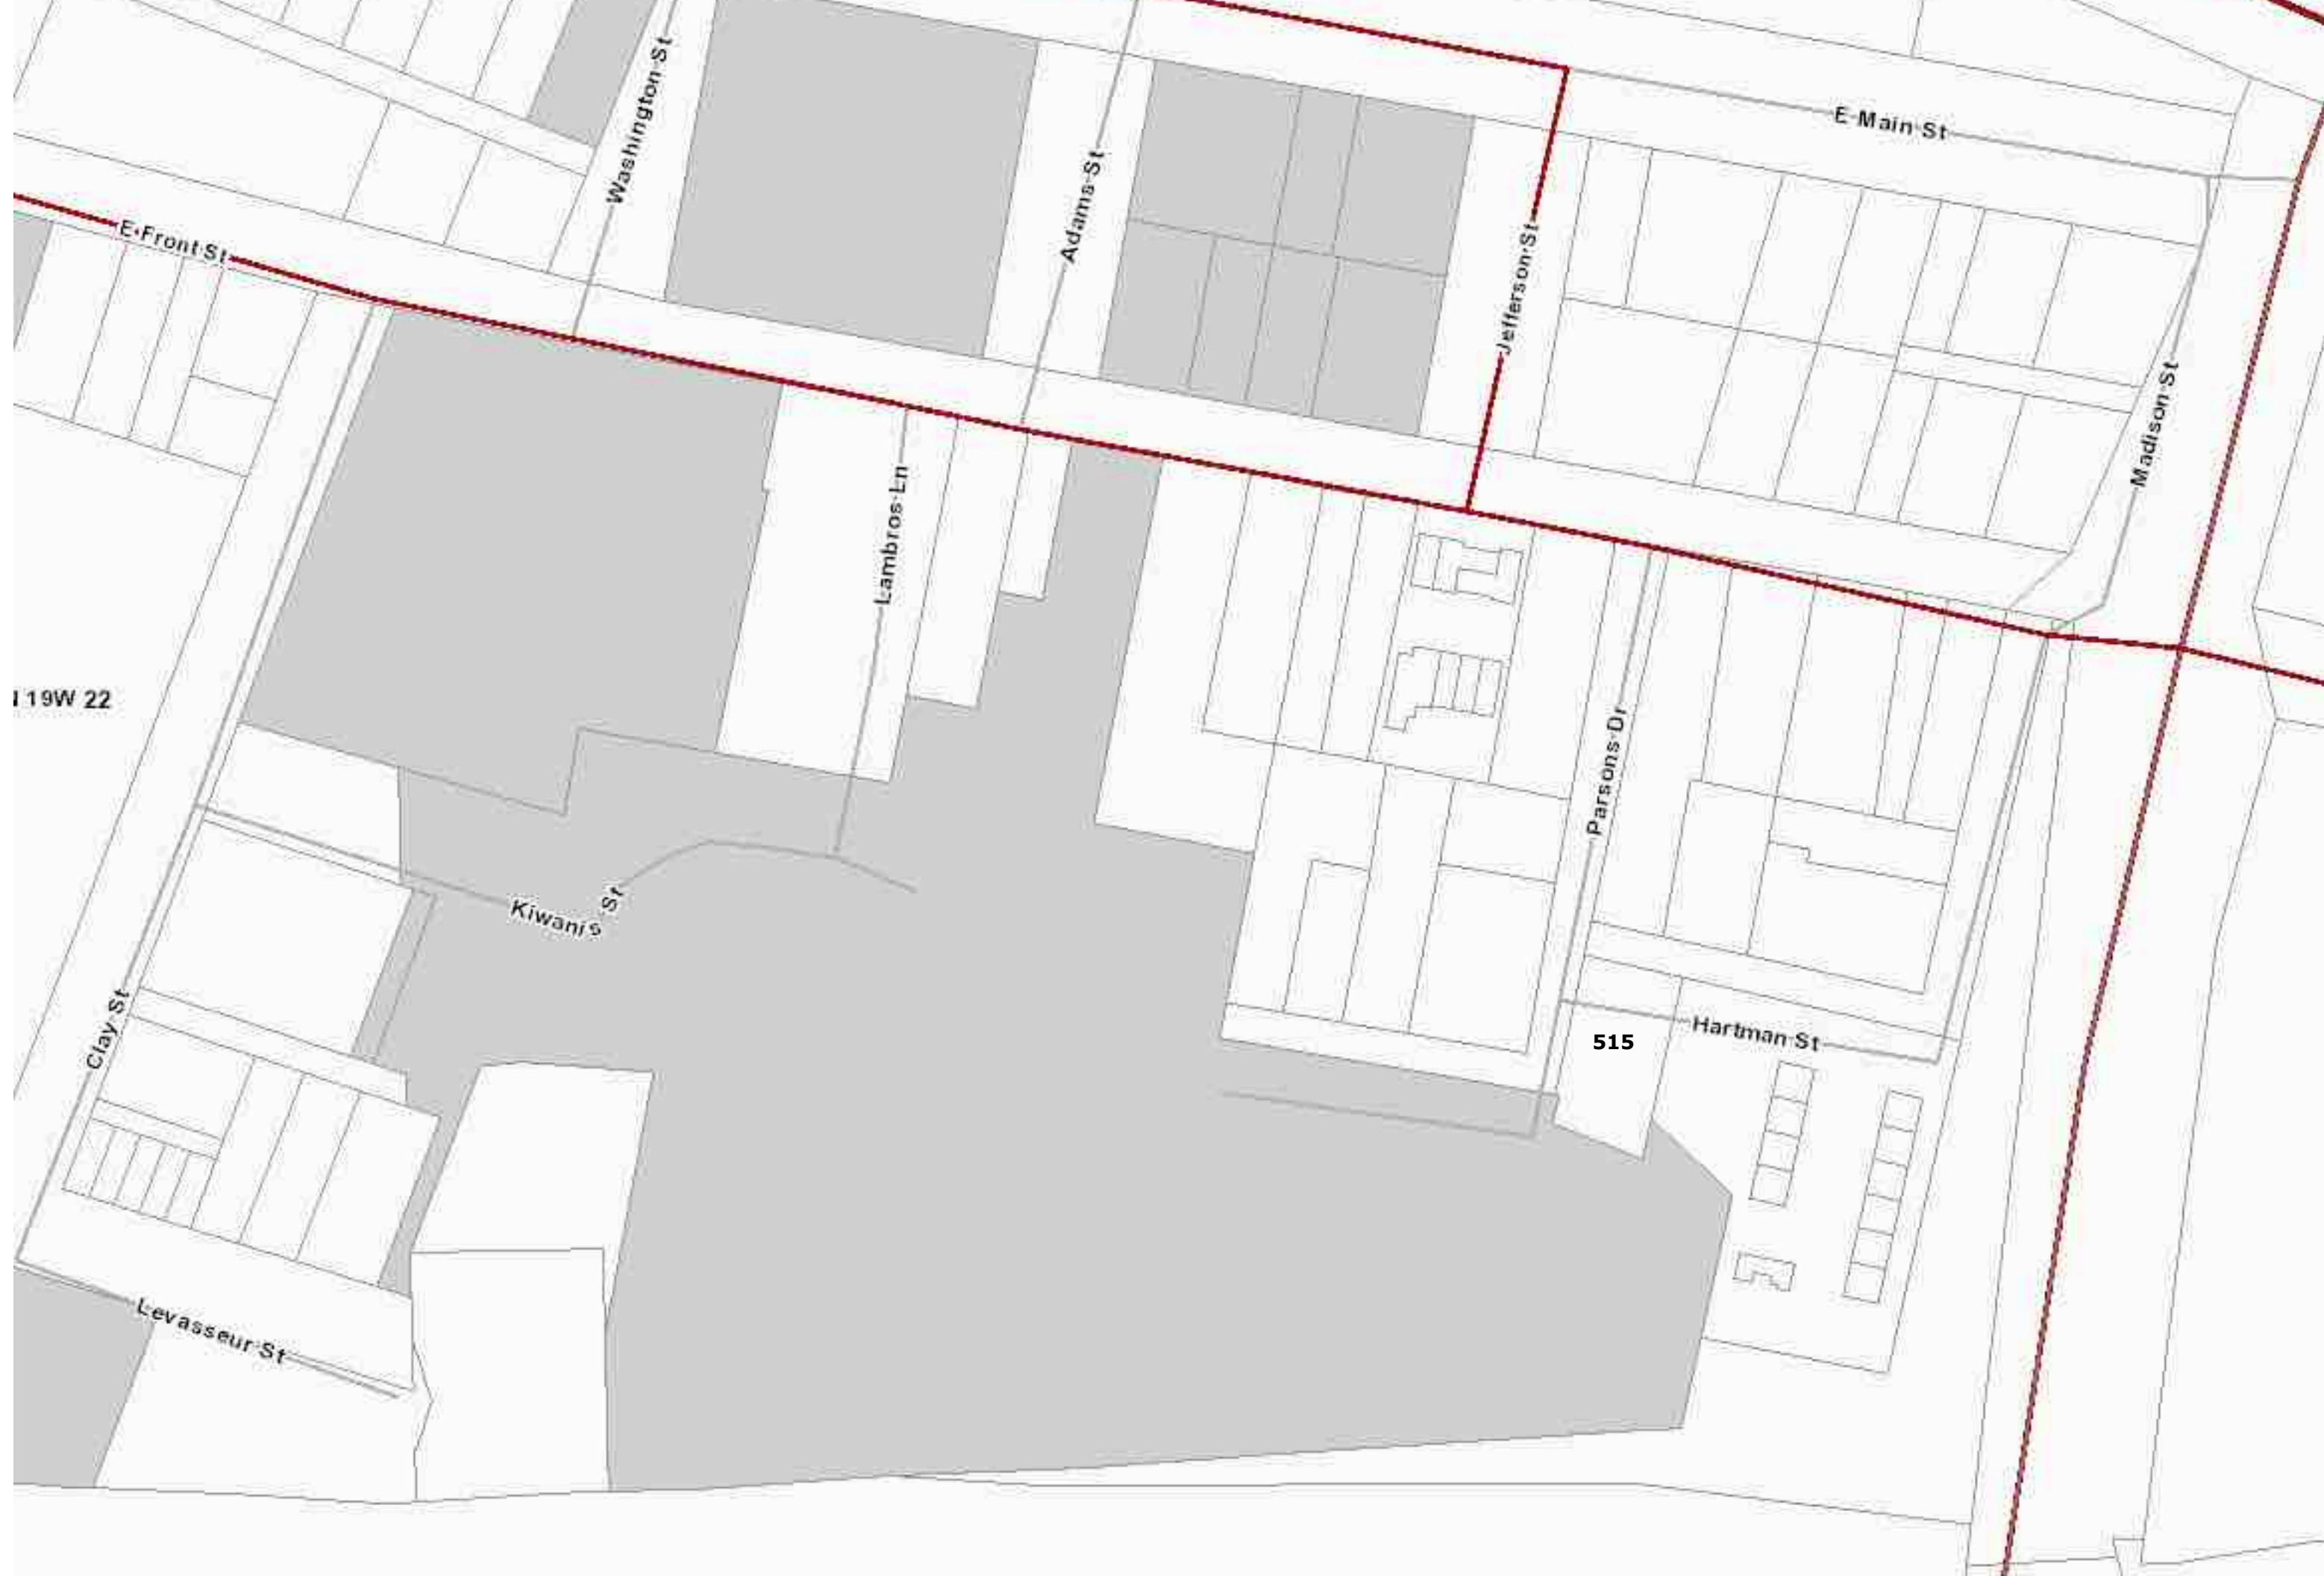 Washington St
E Main St
Adams St
E Front St
Jefferson St
Madison St
Lambros Ln
19W 22
Parsons Dr
Kiwanis St
Clay St
Hartman St
515
Levasseur St